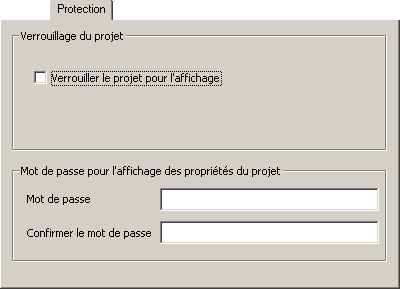 Protection
Verrouillage du projet
Verrouiller le projet pour l'affichage
Mot de passe pour l'affichage des propriétés du projet
Mot de passe
Confirmer le mot de passe